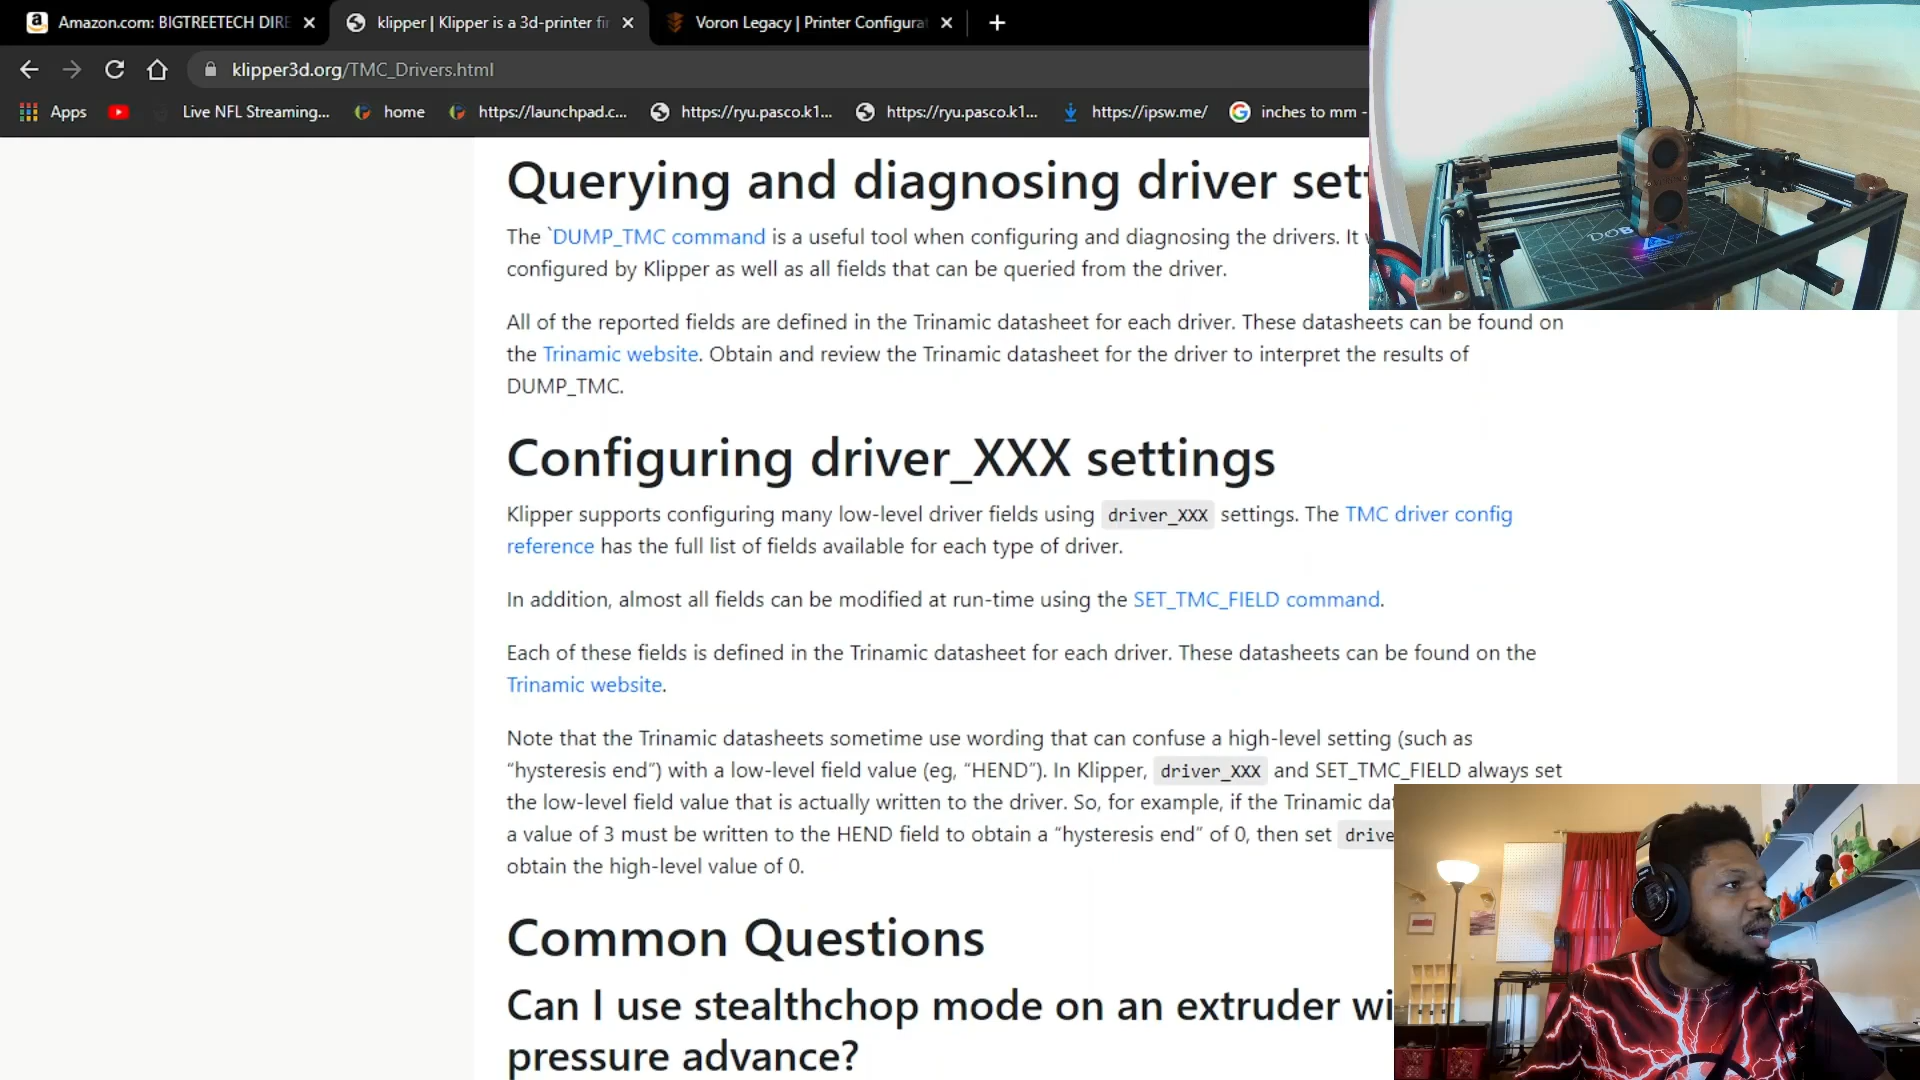 Amazon.com: BIGTREETECH DIRE
klipper | Klipper is a 3d-printer fir
Voron Legacy | Printer Configurat
klipper3d.org/TMC_Drivers.html
Apps
Live NFL Streaming...
home
https://launchpad.c...
https://ryu.pasco.k1...
https://ryu.pasco.k1...
https://ipsw.me/
inches to mm -
Querying and diagnosing driver sett
The `DUMP_TMC command is a useful tool when configuring and diagnosing the drivers. It
configured by Klipper as well as all fields that can be queried from the driver.
All of the reported fields are defined in the Trinamic datasheet for each driver. These datasheets can be found on
the Trinamic website. Obtain and review the Trinamic datasheet for the driver to interpret the results of
DUMP_TMC.
Configuring driver_XXX settings
Klipper supports configuring many low-level driver fields using driver_XXX settings. The TMC driver config
reference has the full list of fields available for each type of driver.
In addition, almost all fields can be modified at run-time using the SET_TMC_FIELD command.
Each of these fields is defined in the Trinamic datasheet for each driver. These datasheets can be found on the
Trinamic website.
Note that the Trinamic datasheets sometime use wording that can confuse a high-level setting (such as
“hysteresis end”) with a low-level field value (eg, “HEND”). In Klipper, driver_XXX and SET_TMC_FIELD always set
the low-level field value that is actually written to the driver. So, for example, if the Trinamic dat
a value of 3 must be written to the HEND field to obtain a “hysteresis end” of 0, then set drive
obtain the high-level value of 0.
Common Questions
Can I use stealthchop mode on an extruder wi
pressure advance?